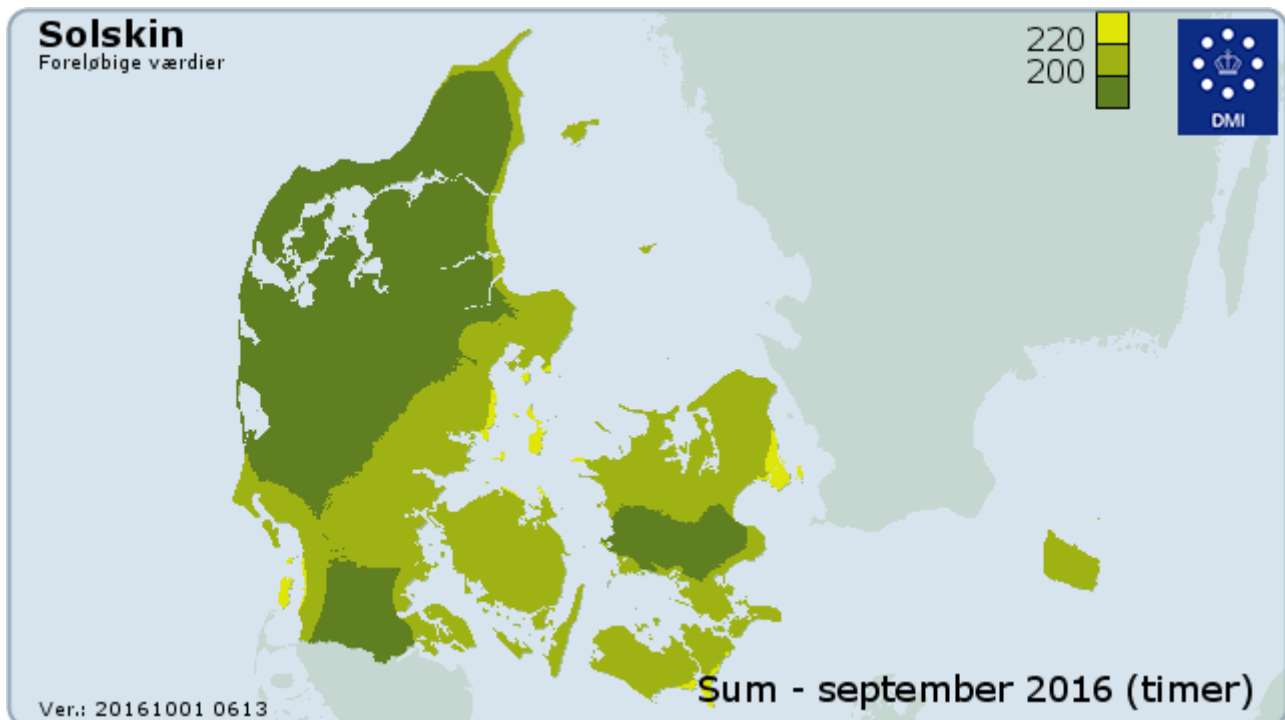 Solskin
Foreløbige værdier
220
200
DMI
Sum - september 2016 (timer)
Ver.: 20161001 0613